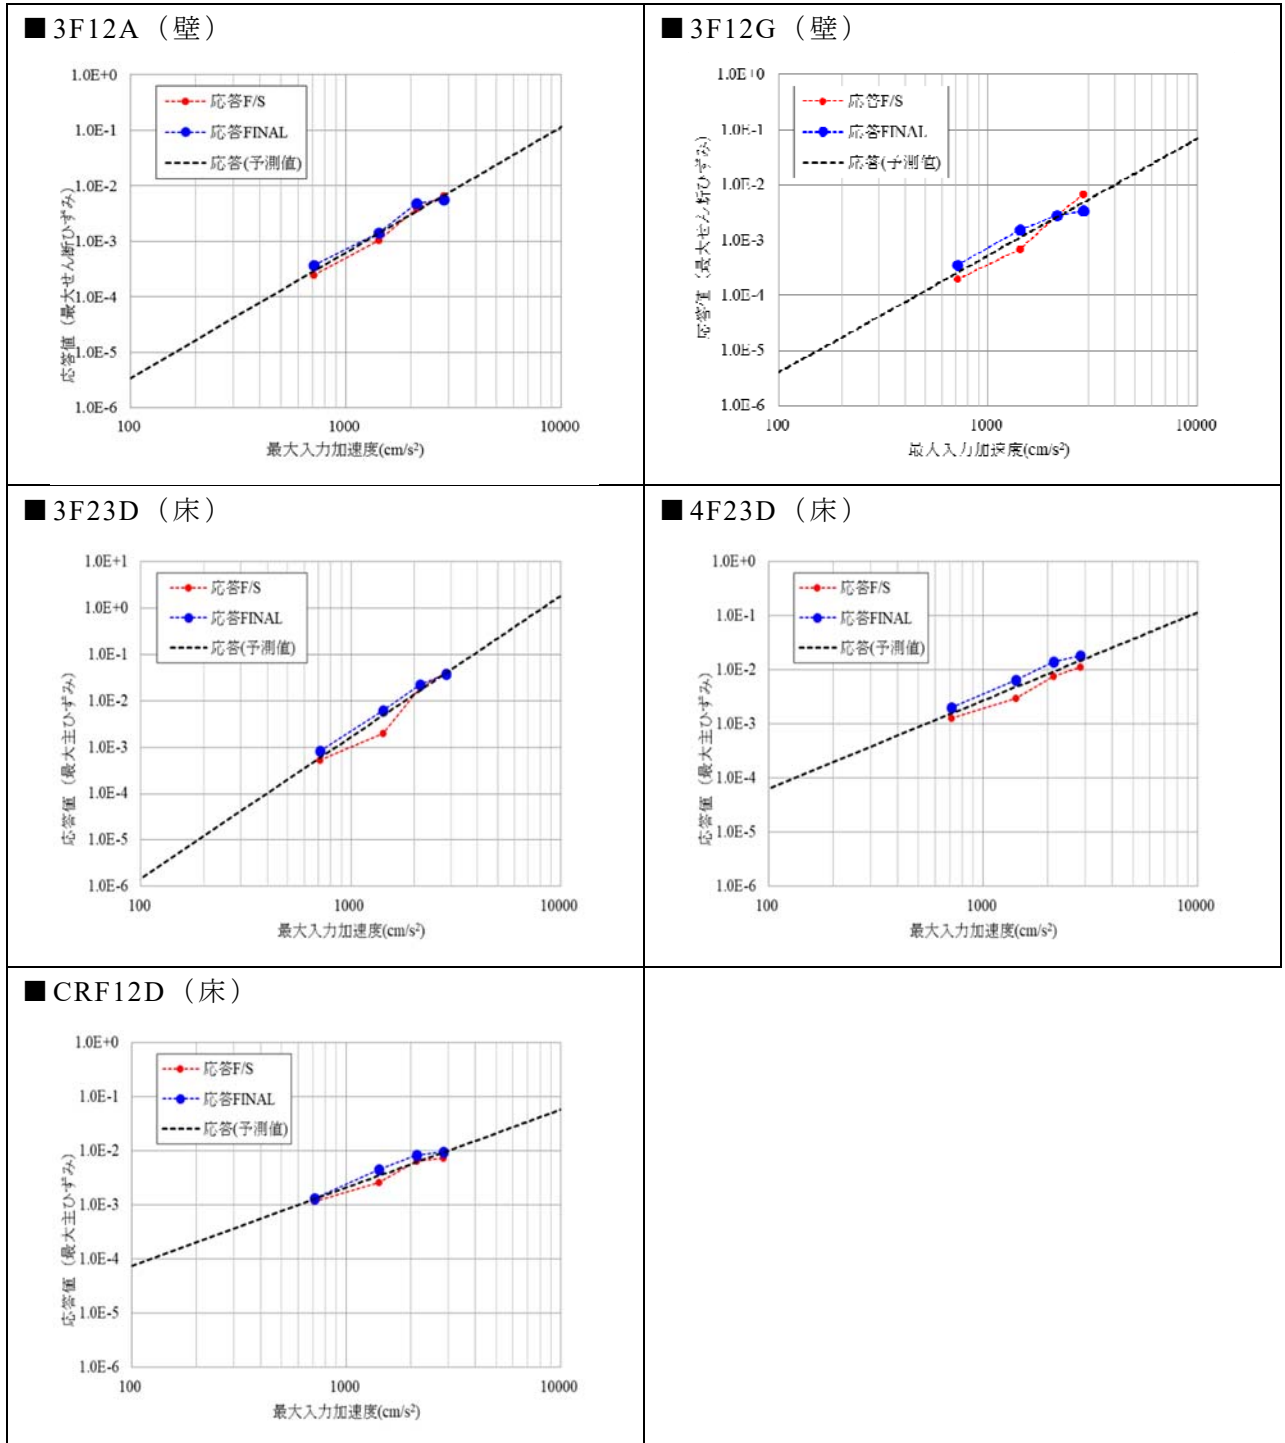 ■3F12A（壁）
1.0E+0
1.0E-1
1.0E-2
1.0E-3
1.0E-4
1.0E-5
1.0E-6
応答F/S
応答FINAL
応答(予測値)
応答値（最大せん断ひずみ）
100
1000
10000
最大入力加速度(cm/s²)
■3F12G（壁）
1.0E+0
1.0E-1
1.0E-2
1.0E-3
1.0E-4
1.0E-5
1.0E-6
応答F/S
応答FINAL
応答(予測値)
応答値（最大せん断ひずみ）
100
1000
10000
最大入力加速度(cm/s²)
■3F23D（床）
1.0E+1
1.0E+0
1.0E-1
1.0E-2
1.0E-3
1.0E-4
1.0E-5
1.0E-6
応答F/S
応答FINAL
応答(予測値)
応答値（最大主ひずみ）
100
1000
10000
最大入力加速度(cm/s²)
■4F23D（床）
1.0E+0
1.0E-1
1.0E-2
1.0E-3
1.0E-4
1.0E-5
1.0E-6
応答F/S
応答FINAL
応答(予測値)
応答値（最大主ひずみ）
100
1000
10000
最大入力加速度(cm/s²)
■CRF12D（床）
1.0E+0
1.0E-1
1.0E-2
1.0E-3
1.0E-4
1.0E-5
1.0E-6
応答F/S
応答FINAL
応答(予測値)
応答値（最大主ひずみ）
100
1000
10000
最大入力加速度(cm/s²)